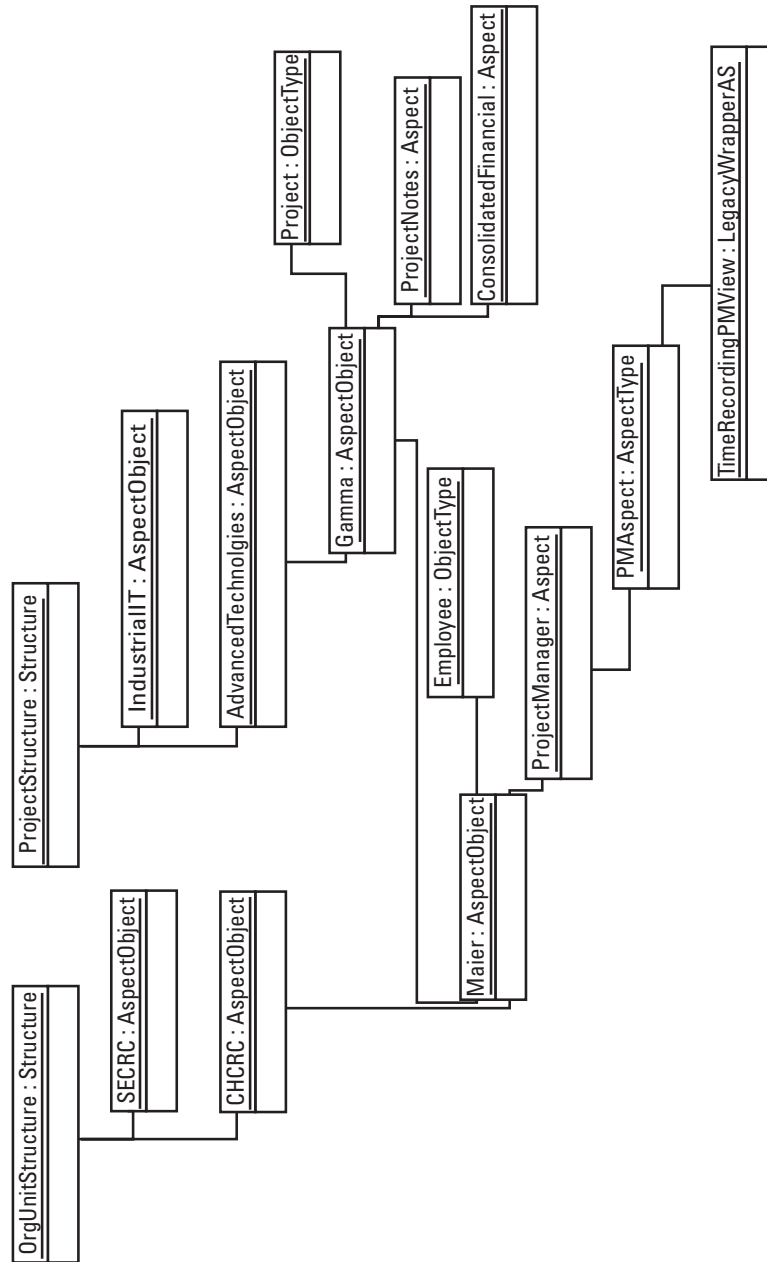 OrgUnitStructure : Structure
ProjectStructure : Structure
SECRC : AspectObject
IndustrialIT : AspectObject
CHCRC : AspectObject
AdvancedTechnolgies : AspectObject
Project : ObjectType
Gamma : AspectObject
ProjectNotes : Aspect
Employee : ObjectType
ConsolidatedFinancial : Aspect
Maier : AspectObject
ProjectManager : Aspect
PMAspect : AspectType
TimeRecordingPMView : LegacyWrapperAS